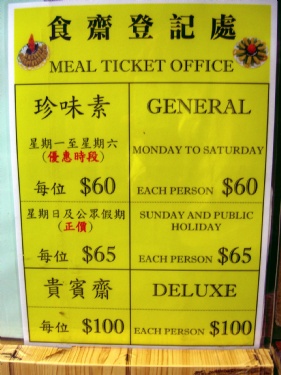 食齋登記處
MEAL TICKET OFFICE
珍味素
GENERAL
星期一至星期六
(優惠時段)
MONDAY TO SATURDAY
每位 $60
EACH PERSON $60
星期日及公眾假期
(正價)
SUNDAY AND PUBLIC
HOLIDAY
每位 $65
EACH PERSON $65
貴賓齋
DELUXE
每位 $100
EACH PERSON $100